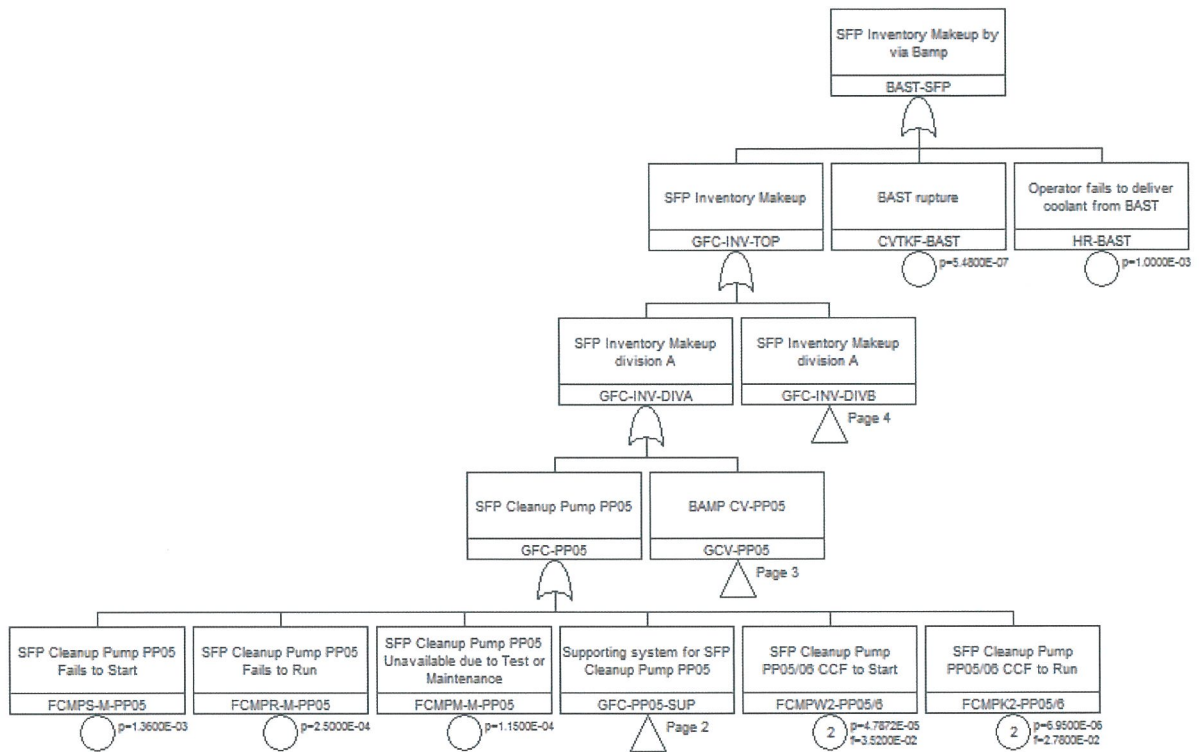 SFP Inventory Makeup by
via Bamp
BAST-SFP
SFP Inventory Makeup
GFC-INV-TOP
BAST rupture
CVTKF-BAST
p=5.4800E-07
Operator fails to deliver
coolant from BAST
HR-BAST
p=1.0000E-03
SFP Inventory Makeup
division A
GFC-INV-DIVA
SFP Inventory Makeup
division A
GFC-INV-DIVB
Page 4
SFP Cleanup Pump PP05
GFC-PP05
BAMP CV-PP05
GCV-PP05
Page 3
SFP Cleanup Pump PP05
Fails to Start
FCMPS-M-PP05
p=1.3600E-03
SFP Cleanup Pump PP05
Fails to Run
FCMPR-M-PP05
p=2.5000E-04
SFP Cleanup Pump PP05
Unavailable due to Test or
Maintenance
FCMPM-M-PP05
p=1.1500E-04
Supporting system for SFP
Cleanup Pump PP05
GFC-PP05-SUP
Page 2
SFP Cleanup Pump
PP05/06 CCF to Start
FCMPW2-PP05/6
2
p=4.7872E-05
f=3.5200E-02
SFP Cleanup Pump
PP05/06 CCF to Run
FCMPK2-PP05/6
2
p=6.9500E-06
f=2.7800E-02